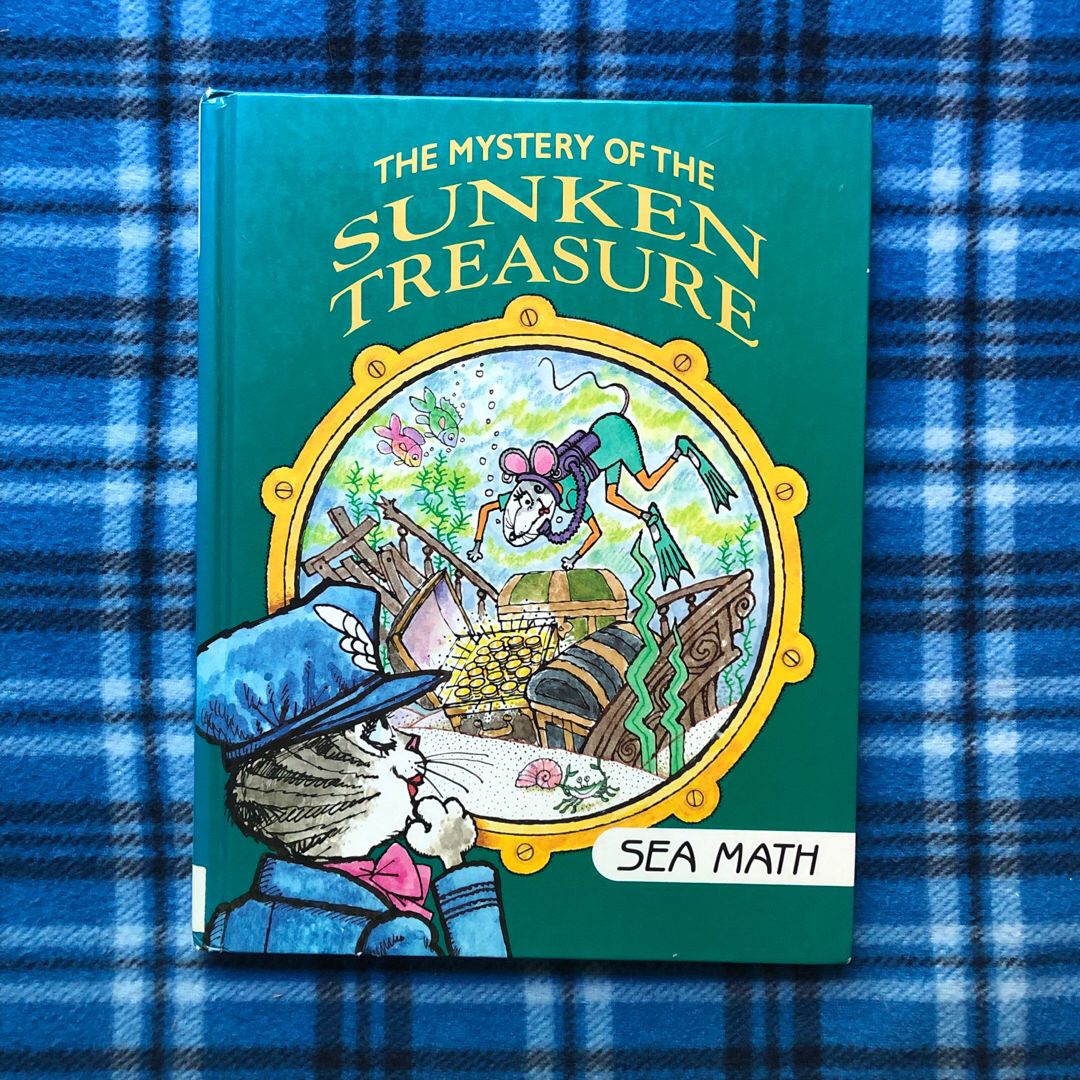 THE MYSTERY OF THE
SUNKEN
TREASURE
SEA MATH